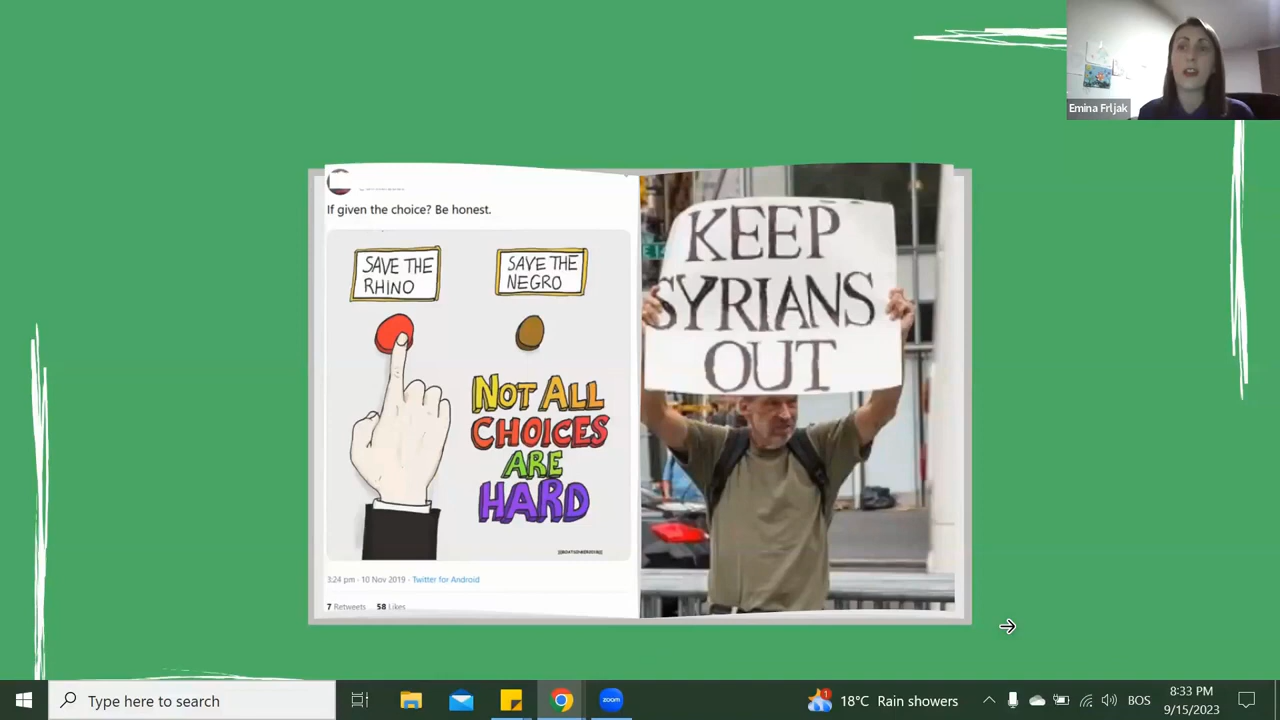 Emina Frljak
If given the choice? Be honest.
SAVE THE
RHINO
SAVE THE
NEGRO
NOT ALL
CHOICES
ARE
HARD
3:24 pm · 10 Nov 2019 · Twitter for Android
7 Retweets 58 Likes
KEEP
SYRIANS
OUT
Type here to search
zoom
1
18°C Rain showers
BOS
8:33 PM
9/15/2023